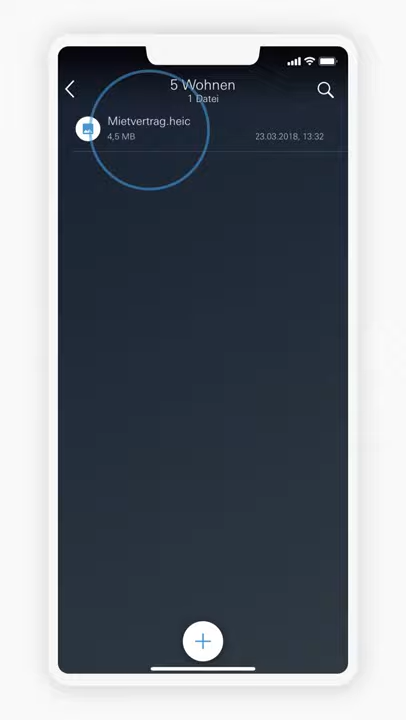 5 Wohnen
1 Datei
Mietvertrag.heic
4,5 MB
23.03.2018, 13:32